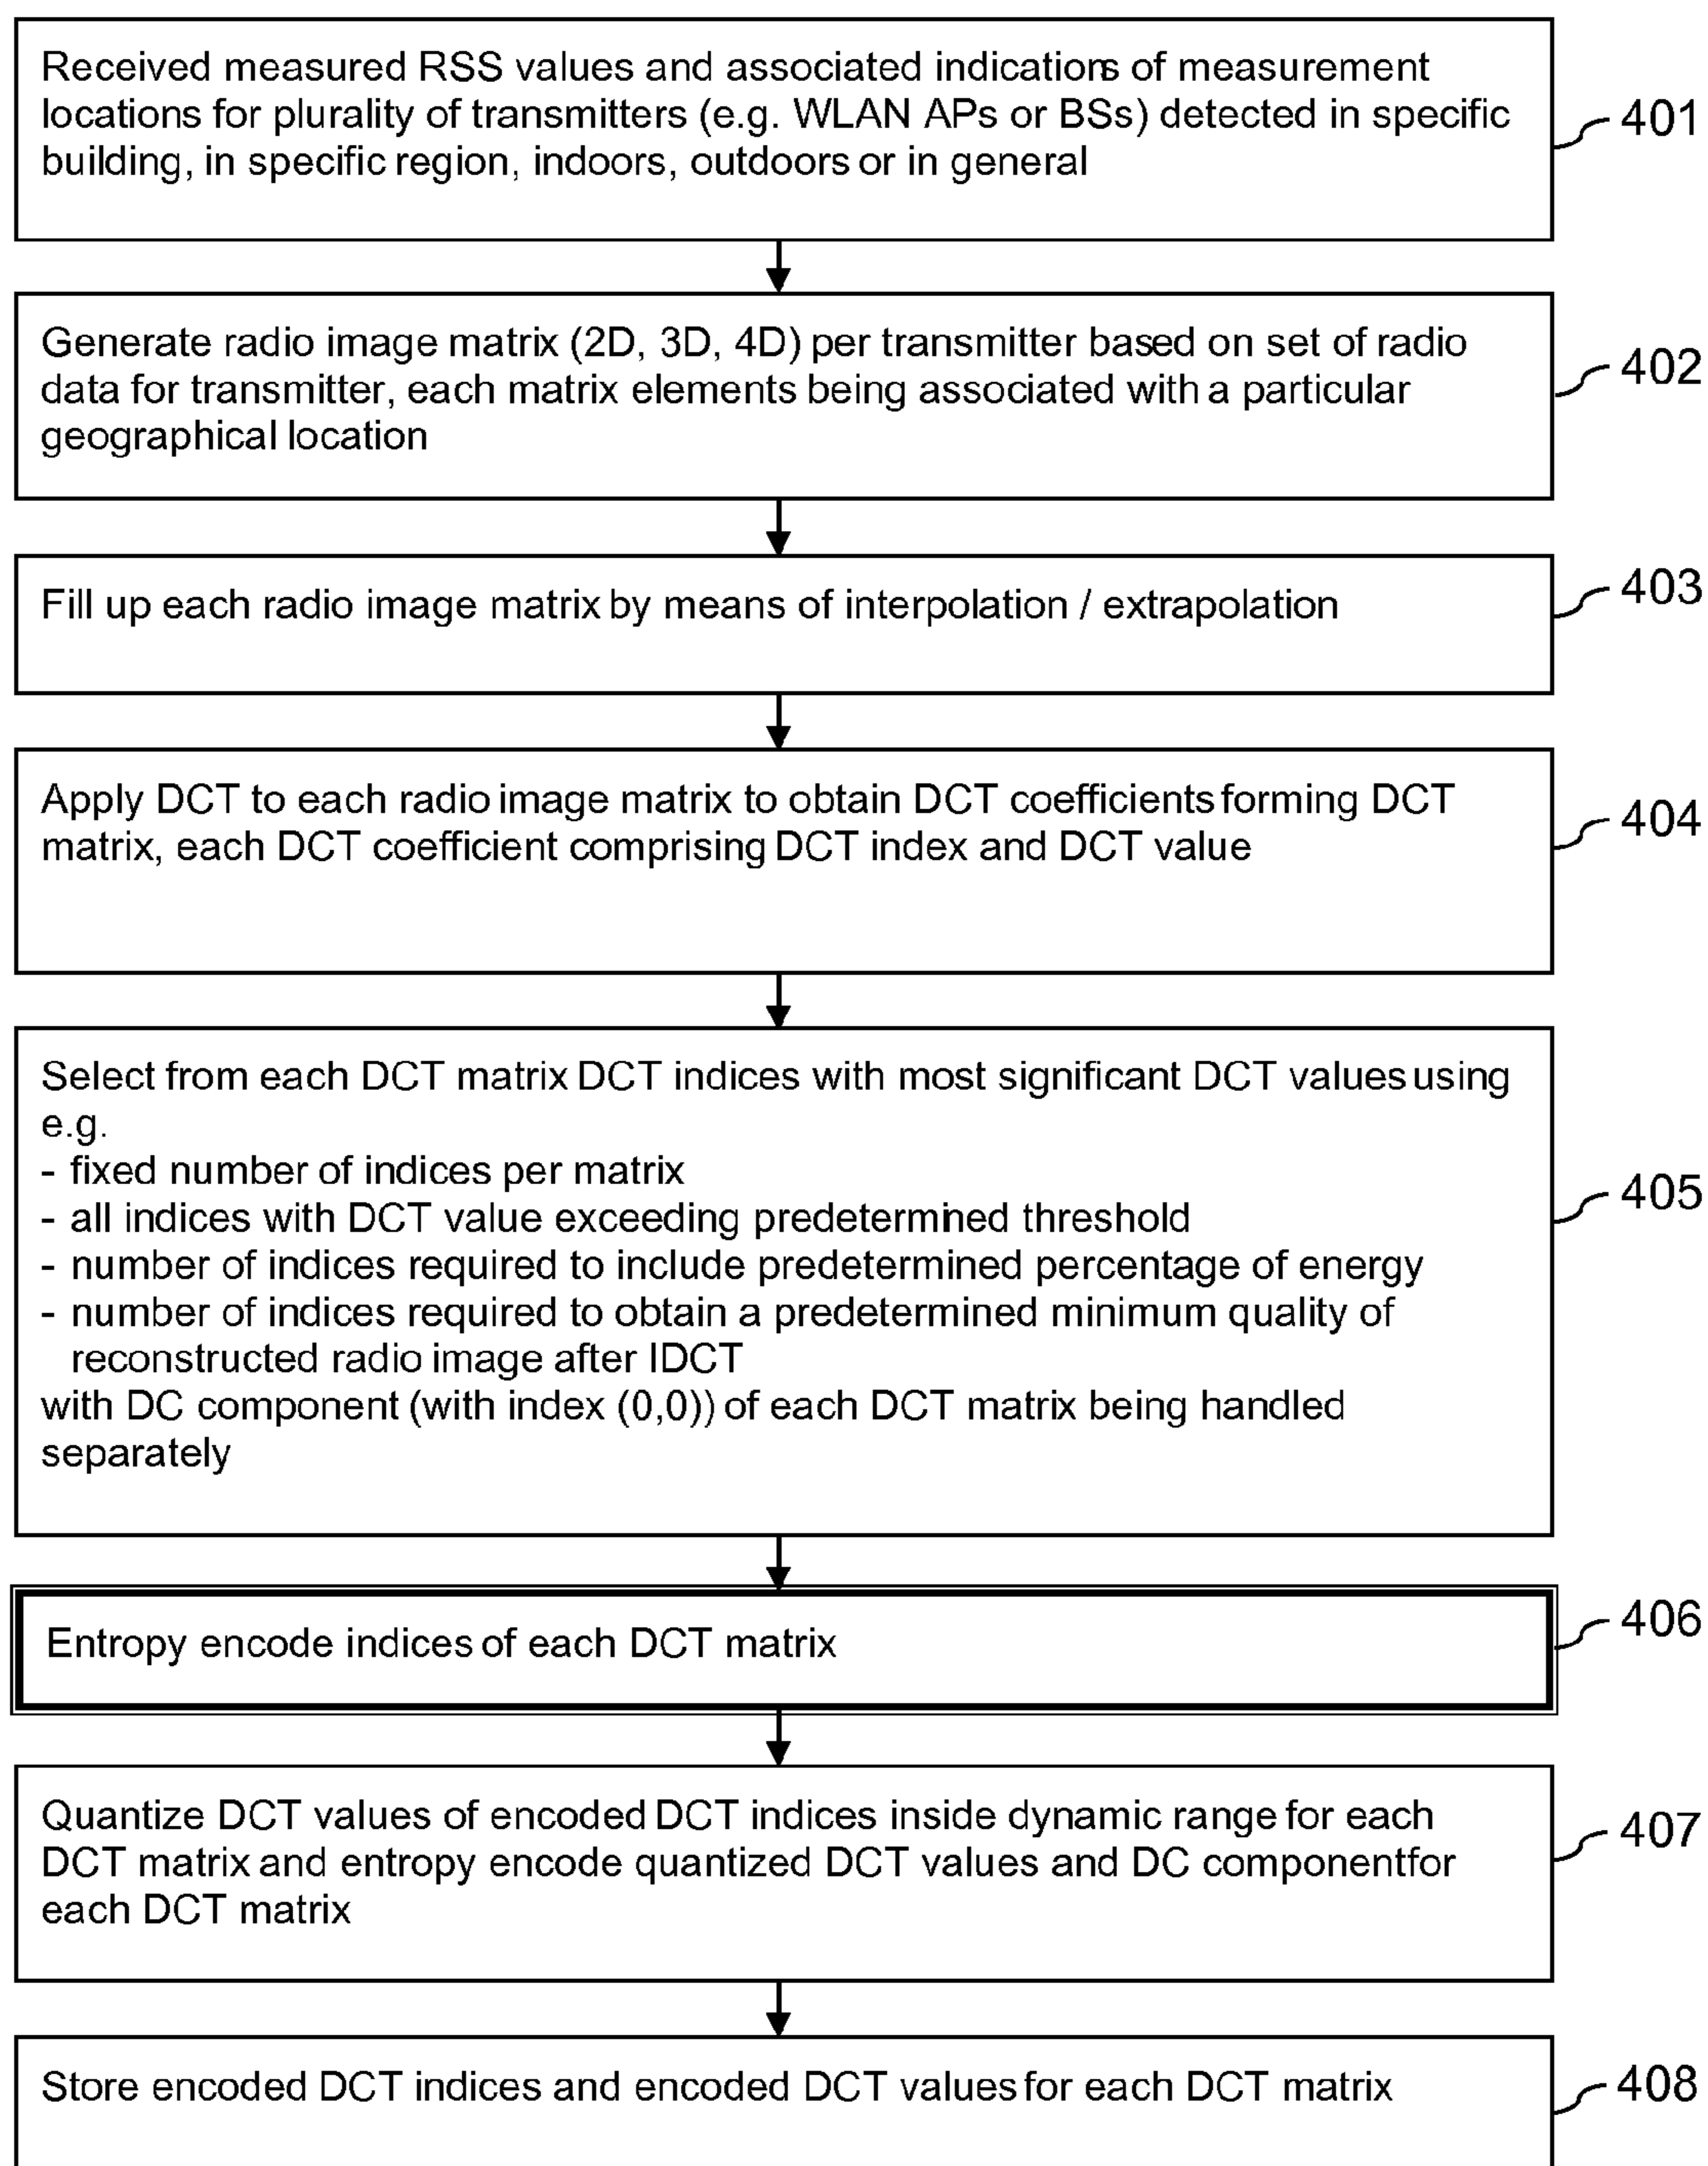 Received measured RSS values and associated indications of measurement
locations for plurality of transmitters (e.g. WLAN APs or BSs) detected in specific
building, in specific region, indoors, outdoors or in general
401
Generate radio image matrix (2D, 3D, 4D) per transmitter based on set of radio
data for transmitter, each matrix elements being associated with a particular
geographical location
402
Fill up each radio image matrix by means of interpolation / extrapolation
403
Apply DCT to each radio image matrix to obtain DCT coefficients forming DCT
matrix, each DCT coefficient comprising DCT index and DCT value
404
Select from each DCT matrix DCT indices with most significant DCT values using
e.g.
- fixed number of indices per matrix
- all indices with DCT value exceeding predetermined threshold
- number of indices required to include predetermined percentage of energy
- number of indices required to obtain a predetermined minimum quality of
reconstructed radio image after IDCT
with DC component (with index (0,0)) of each DCT matrix being handled
separately
405
Entropy encode indices of each DCT matrix
406
Quantize DCT values of encoded DCT indices inside dynamic range for each
DCT matrix and entropy encode quantized DCT values and DC component for
each DCT matrix
407
Store encoded DCT indices and encoded DCT values for each DCT matrix
408